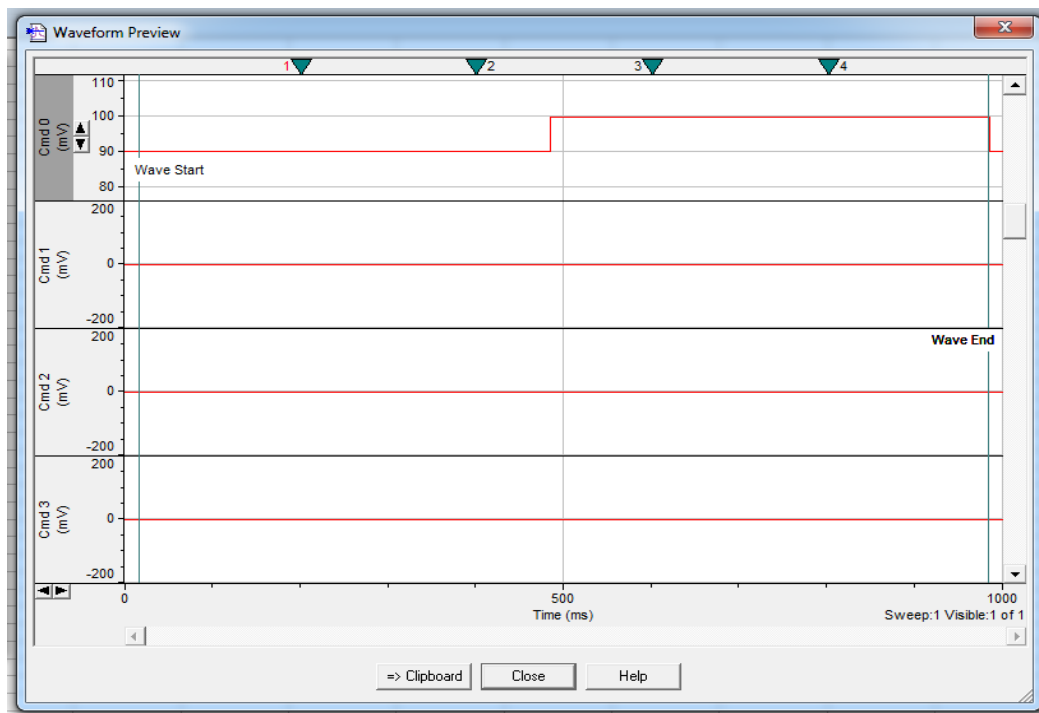 Waveform Preview
1 2 3 4
Cmd 0
(mV)
110
100
90
80
Wave Start
Cmd 1
(mV)
200
0
-200
Cmd 2
(mV)
200
0
-200
Wave End
Cmd 3
(mV)
200
0
-200
0 500 1000
Time (ms) Sweep:1 Visible:1 of 1
=> Clipboard Close Help